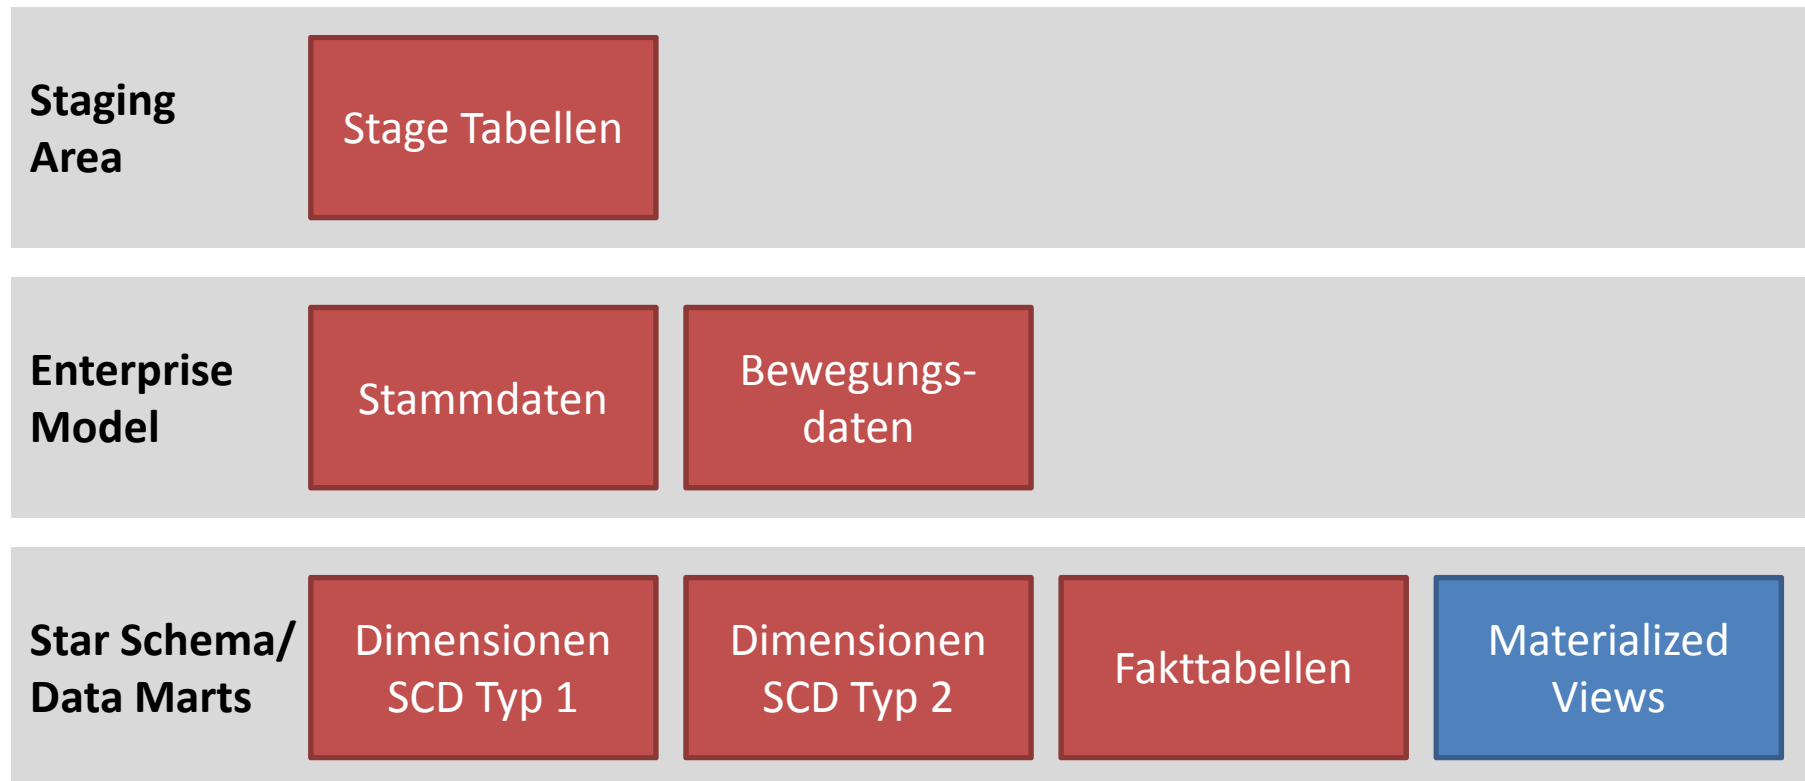 Staging
Area
Stage Tabellen
Enterprise
Model
Stammdaten
Bewegungs-
daten
Star Schema/
Data Marts
Dimensionen
SCD Typ 1
Dimensionen
SCD Typ 2
Fakttabellen
Materialized
Views